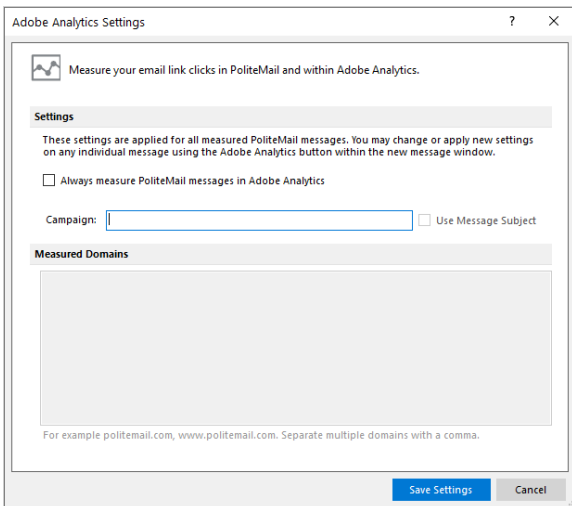 Adobe Analytics Settings
Measure your email link clicks in PoliteMail and within Adobe Analytics.
Settings
These settings are applied for all measured PoliteMail messages. You may change or apply new settings
on any individual message using the Adobe Analytics button within the new message window.
Always measure PoliteMail messages in Adobe Analytics
Campaign: Use Message Subject
Measured Domains
For example politemail.com, www.politemail.com. Separate multiple domains with a comma.
Save Settings Cancel